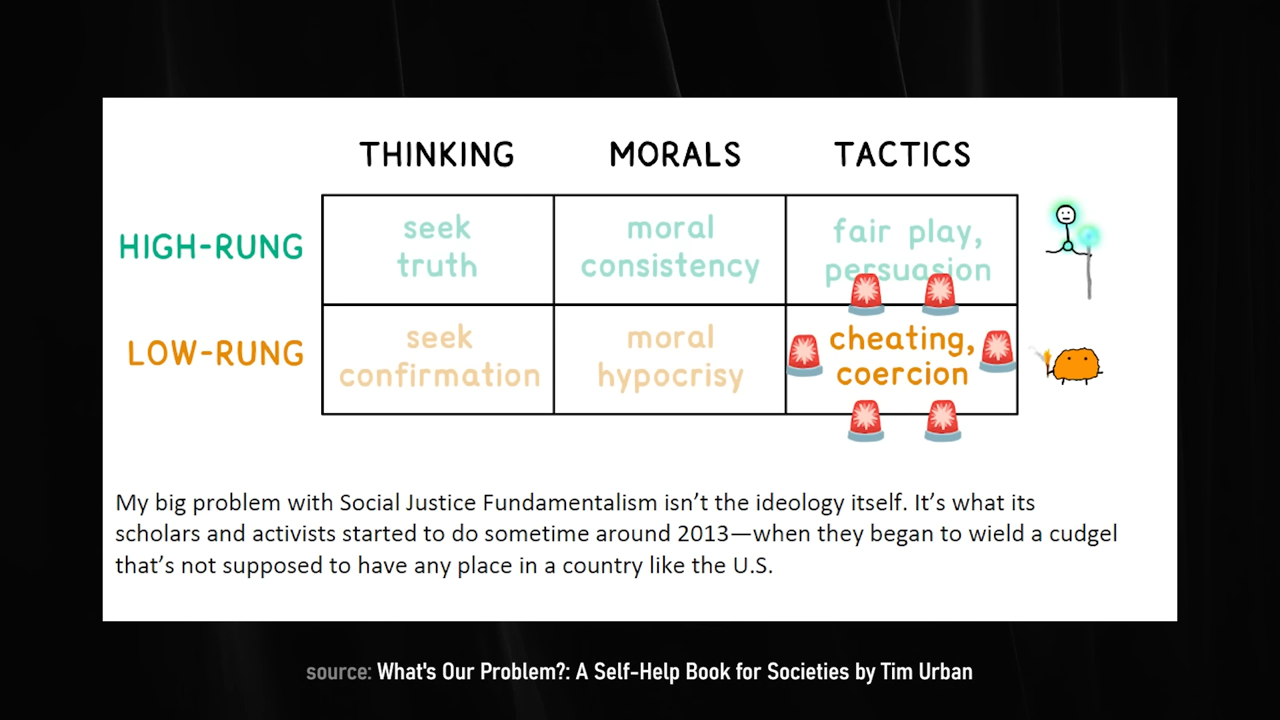 THINKING MORALS TACTICS
HIGH-RUNG
seek
truth
moral
consistency
fair play,
persuasion
LOW-RUNG
seek
confirmation
moral
hypocrisy
cheating,
coercion
My big problem with Social Justice Fundamentalism isn’t the ideology itself. It’s what its
scholars and activists started to do sometime around 2013—when they began to wield a cudgel
that’s not supposed to have any place in a country like the U.S.
source: What's Our Problem?: A Self-Help Book for Societies by Tim Urban